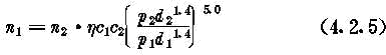 n₁ = n₂ · ηc₁c₂(p₂d₂^1.4 / p₁d₁^1.4)^5.0 (4.2.5)